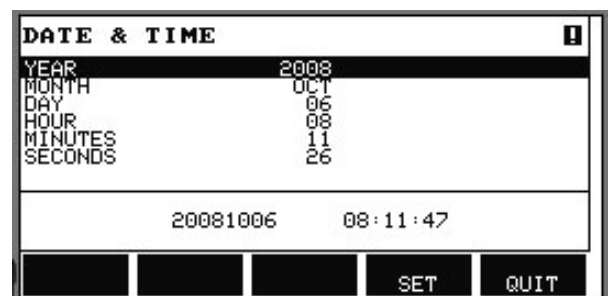 DATE & TIME !
YEAR 2008
MONTH OCT
DAY 06
HOUR 08
MINUTES 11
SECONDS 26
20081006 08:11:47
SET QUIT